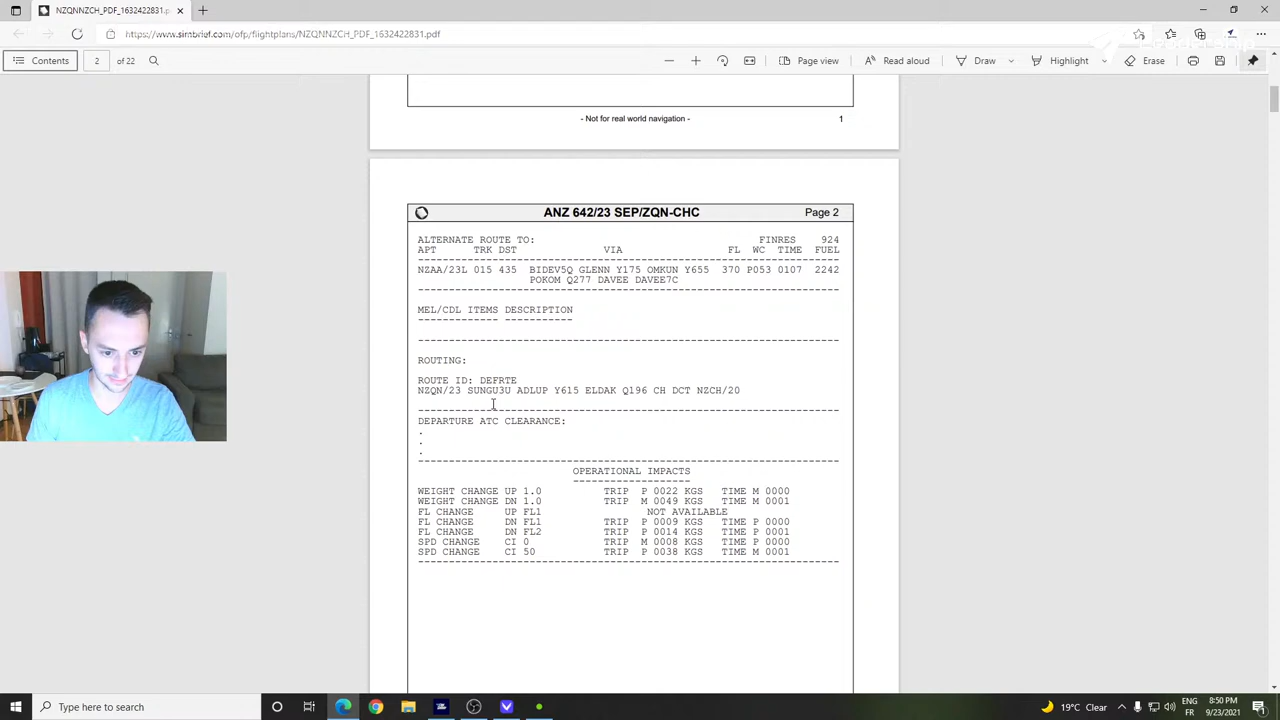 NZQNNZCH_PDF_1632422831.p
https://www.simbrief.com/ofp/flightplans/NZQNNZCH_PDF_1632422831.pdf
Contents 2 of 22 Page view Read aloud Draw Highlight Erase
- Not for real world navigation - 1
ANZ 642/23 SEP/ZQN-CHC Page 2
ALTERNATE ROUTE TO: FINRES 924
APT TRK DST VIA FL WC TIME FUEL
--------------------------------------------------------------------
NZAA/23L 015 435 BIDEV5Q GLENN Y175 OMKUN Y655 370 P053 0107 2242
POKOM Q277 DAVEE DAVEE7C
--------------------------------------------------------------------
MEL/CDL ITEMS DESCRIPTION
------------- -----------
--------------------------------------------------------------------
ROUTING:
ROUTE ID: DEFRTE
NZQN/23 SUNGU3U ADLUP Y615 ELDAK Q196 CH DCT NZCH/20
--------------------------------------------------------------------
DEPARTURE ATC CLEARANCE:
.
.
.
--------------------------------------------------------------------
OPERATIONAL IMPACTS
-------------------
WEIGHT CHANGE UP 1.0 TRIP P 0022 KGS TIME M 0000
WEIGHT CHANGE DN 1.0 TRIP M 0049 KGS TIME M 0001
FL CHANGE UP FL1 NOT AVAILABLE
FL CHANGE DN FL1 TRIP P 0009 KGS TIME P 0000
FL CHANGE DN FL2 TRIP P 0014 KGS TIME P 0001
SPD CHANGE CI 0 TRIP M 0008 KGS TIME P 0000
SPD CHANGE CI 50 TRIP P 0038 KGS TIME M 0001
--------------------------------------------------------------------
Type here to search
19°C Clear
ENG
FR
8:50 PM
9/23/2021